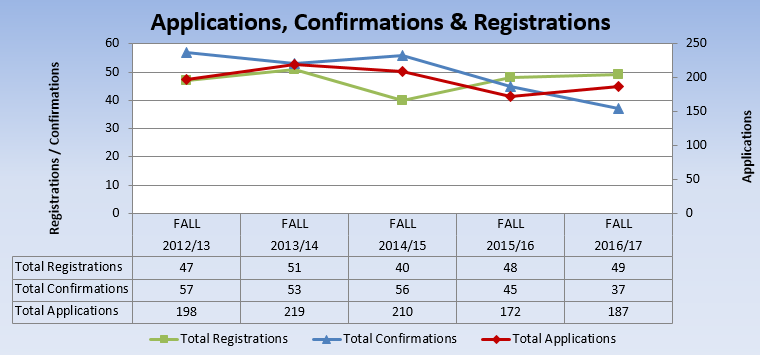 Applications, Confirmations & Registrations
Registrations / Confirmations
60
50
40
30
20
10
0
250
200
150
100
50
0
Applications
FALL FALL FALL FALL FALL
2012/13 2013/14 2014/15 2015/16 2016/17
Total Registrations 47 51 40 48 49
Total Confirmations 57 53 56 45 37
Total Applications 198 219 210 172 187
Total Registrations Total Confirmations Total Applications